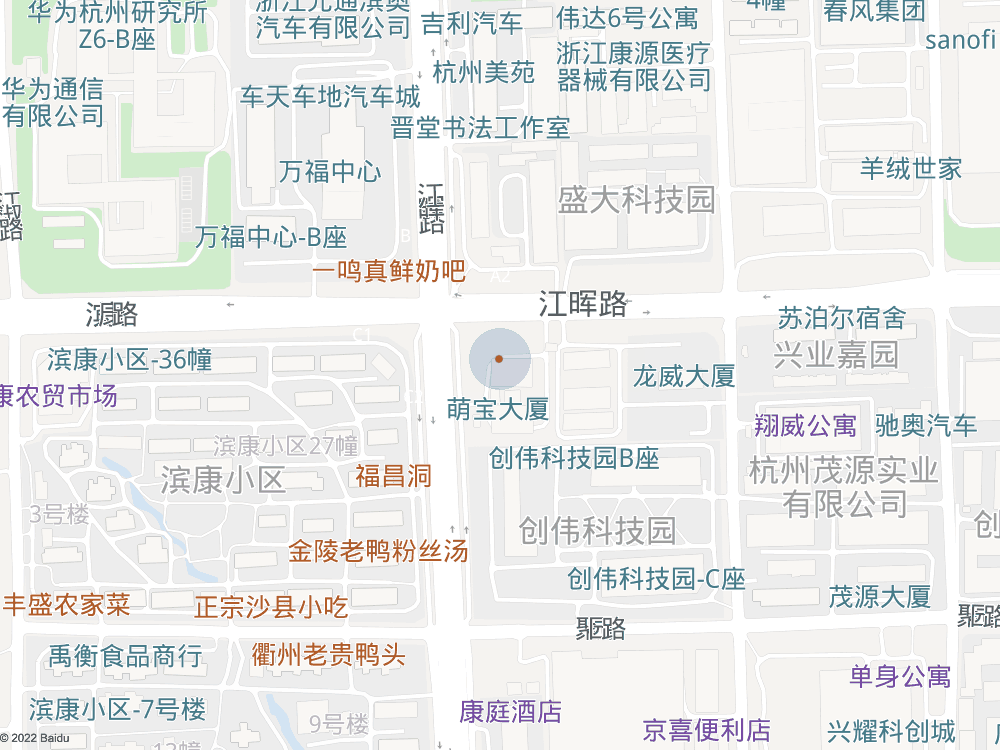 华为杭州研究所
Z6-B座
汽车有限公司
吉利汽车
伟达6号公寓
4幢
春风集团
sanofi
浙江康源医疗
器械有限公司
杭州美苑
华为通信
有限公司
车天车地汽车城
晋堂书法工作室
万福中心
羊绒世家
盛大科技园
江晖路
万福中心-B座
B
一鸣真鲜奶吧
A2
江晖路
苏泊尔宿舍
C1
滨康小区-36幢
兴业嘉园
康农贸市场
龙威大厦
萌宝大厦
翔威公寓
驰奥汽车
滨康小区27幢
滨康小区
福昌洞
创伟科技园B座
杭州茂源实业
有限公司
3号楼
创伟科技园
金陵老鸭粉丝汤
创伟科技园-C座
丰盛农家菜
正宗沙县小吃
茂源大厦
禹衡食品商行
衢州老贵鸭头
单身公寓
滨康小区-7号楼
9号楼
康庭酒店
京喜便利店
兴耀科创城
© 2022 Baidu